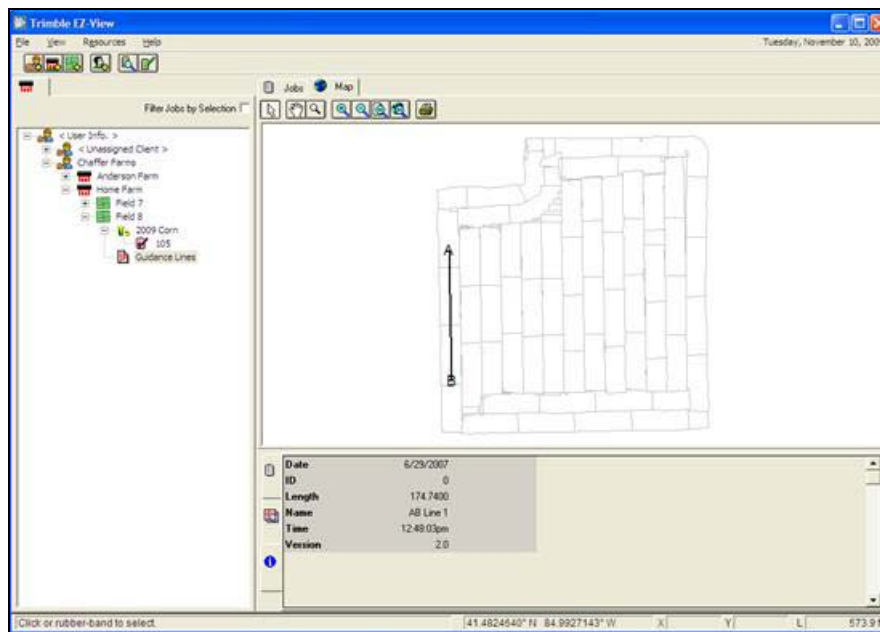 Trimble EZ-View
File View Resources Help
Tuesday, November 10, 200
Filter Jobs by Selection
< User Info. >
< Unassigned Client >
Chaffer Farms
Anderson Farm
Home Farm
Field 7
Field 8
2009 Corn
105
Guidance Lines
Jobs Map
A
B
Date 6/29/2007
ID 0
Length 174.7400
Name AB Line 1
Time 12:48:03pm
Version 2.0
Click or rubber-band to select. 41.4824640° N 84.9927143° W X Y L 573.91